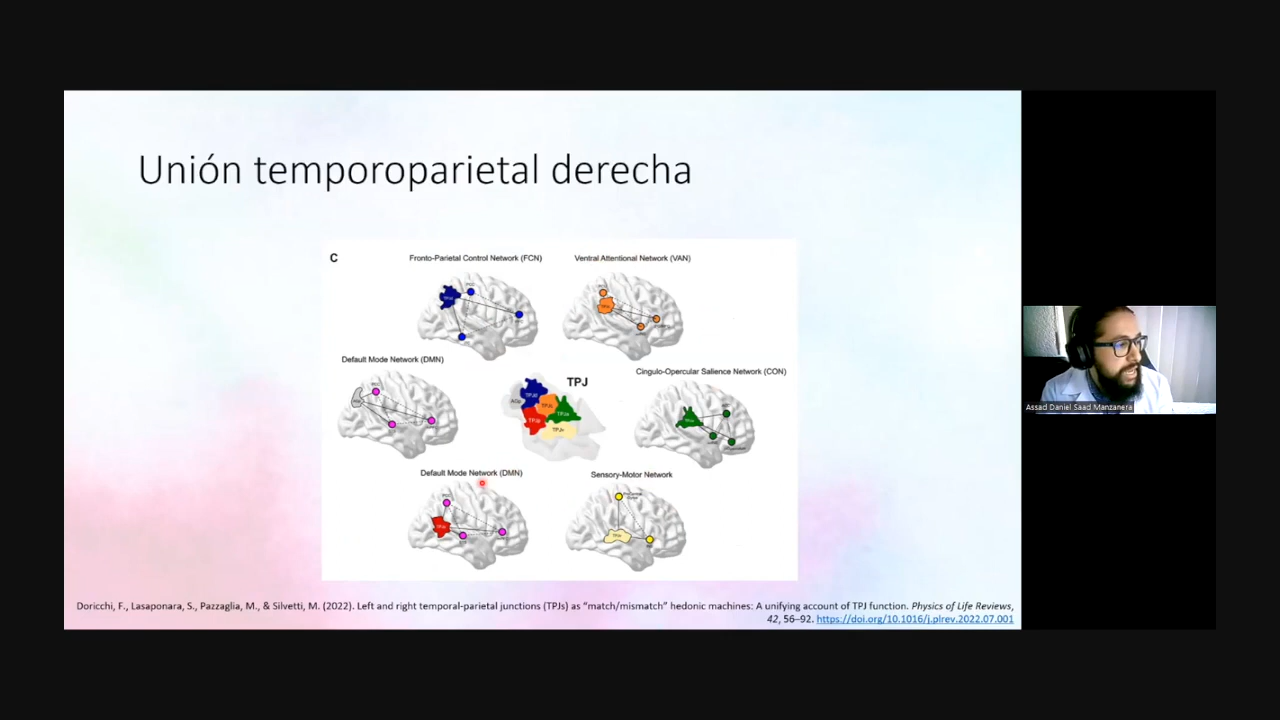 Unión temporoparietal derecha
C
Fronto-Parietal Control Network (FCN)
Ventral Attentional Network (VAN)
Default Mode Network (DMN)
TPJ
Cingulo-Opercular Salience Network (CON)
Default Mode Network (DMN)
Sensory-Motor Network
Assad Daniel Saad Manzanera
Doricchi, F., Lasaponara, S., Pazzaglia, M., & Silvetti, M. (2022). Left and right temporal-parietal junctions (TPJs) as “match/mismatch” hedonic machines: A unifying account of TPJ function. Physics of Life Reviews,
42, 56–92. https://doi.org/10.1016/j.plrev.2022.07.001